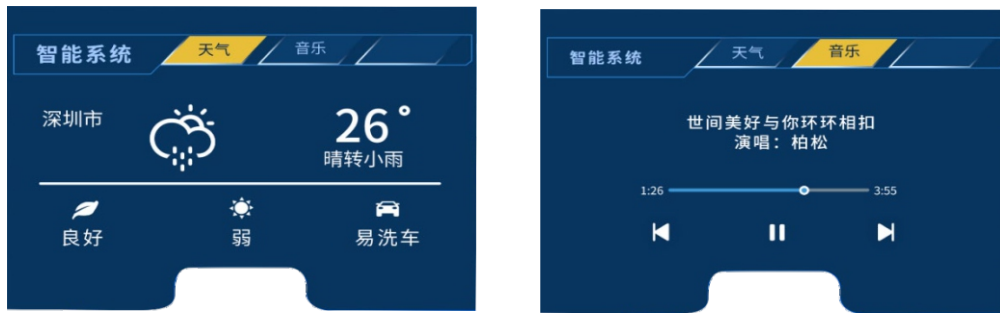 智能系统 天气 音乐
深圳市
26°
晴转小雨
良好 弱 易洗车
智能系统 天气 音乐
世间美好与你环环相扣
演唱：柏松
1:26 3:55